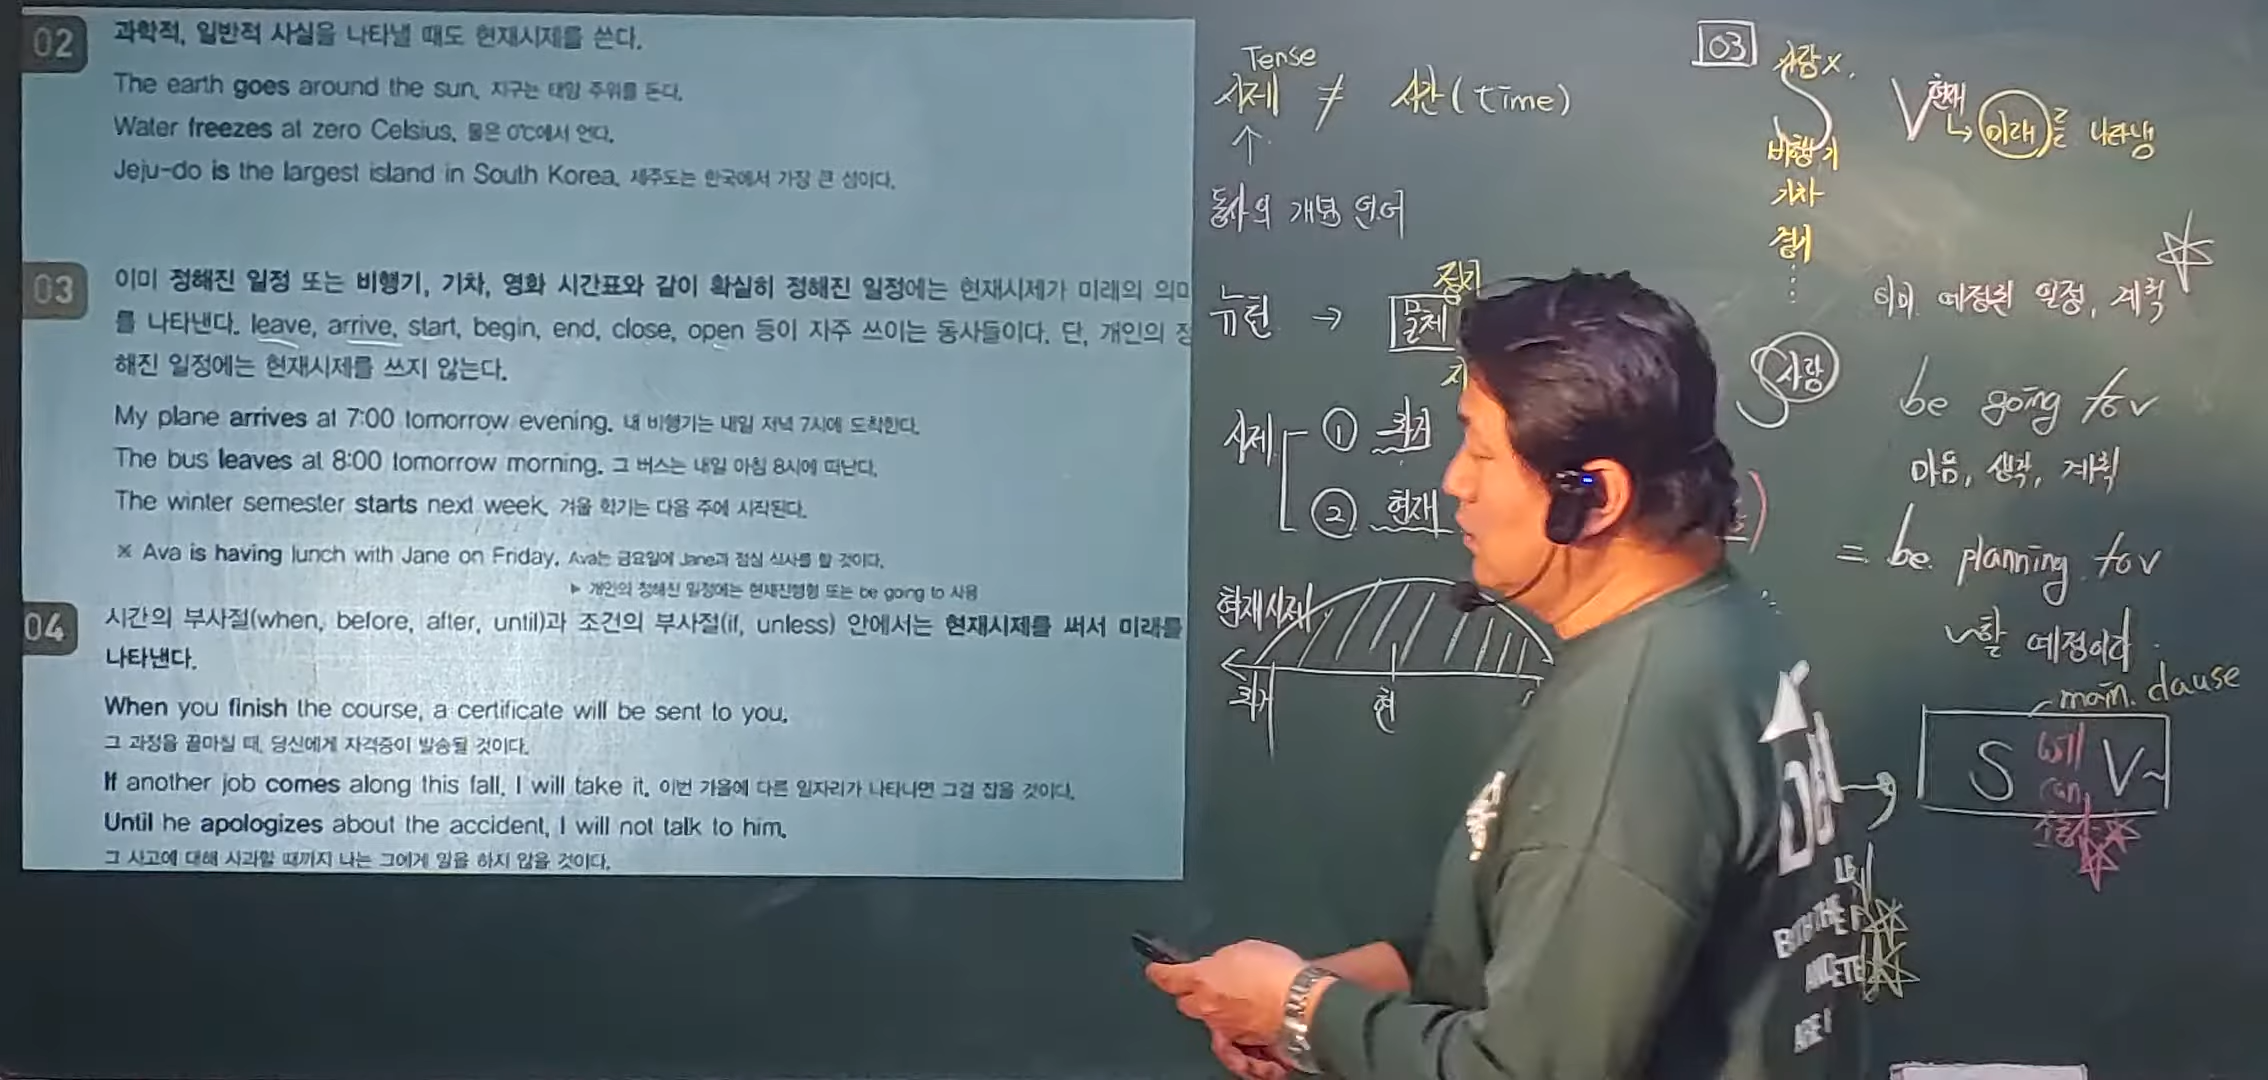 02
과학적, 일반적 사실을 나타낼 때도 현재시제를 쓴다.
The earth goes around the sun. 지구는 태양 주위를 돈다.
Water freezes at zero Celsius. 물은 0℃에서 언다.
Jeju-do is the largest island in South Korea. 제주도는 한국에서 가장 큰 섬이다.
03
이미 정해진 일정 또는 비행기, 기차, 영화 시간표와 같이 확실히 정해진 일정에는 현재시제가 미래의 의미
를 나타낸다. leave, arrive, start, begin, end, close, open 등이 자주 쓰이는 동사들이다. 단, 개인의 정
해진 일정에는 현재시제를 쓰지 않는다.
My plane arrives at 7:00 tomorrow evening. 내 비행기는 내일 저녁 7시에 도착한다.
The bus leaves at 8:00 tomorrow morning. 그 버스는 내일 아침 8시에 떠난다.
The winter semester starts next week. 겨울 학기는 다음 주에 시작된다.
※ Ava is having lunch with Jane on Friday. Ava는 금요일에 Jane과 점심 식사를 할 것이다.
▶ 개인의 정해진 일정에는 현재진행형 또는 be going to 사용
04
시간의 부사절(when, before, after, until)과 조건의 부사절(if, unless) 안에서는 현재시제를 써서 미래를
나타낸다.
When you finish the course, a certificate will be sent to you.
그 과정을 끝마칠 때, 당신에게 자격증이 발송될 것이다.
If another job comes along this fall, I will take it. 이번 가을에 다른 일자리가 나타나면 그걸 잡을 것이다.
Until he apologizes about the accident, I will not talk to him.
그 사고에 대해 사과할 때까지 나는 그에게 말을 하지 않을 것이다.
Tense
시제 ≠ 시간(time)
↑
동사의 개념 언어
뉴턴 → 물체
시제 ① 과거
② 현재
현재시제
과거 현
03 사람 X.
S
비행기
기차
경기
V 현재
↳ 미래를 나타냄
이미 예정된 일정, 계획
S 사람
be going to v
마음, 생각, 계획
= be planning to v
~할 예정이다
main clause
S will V~
can